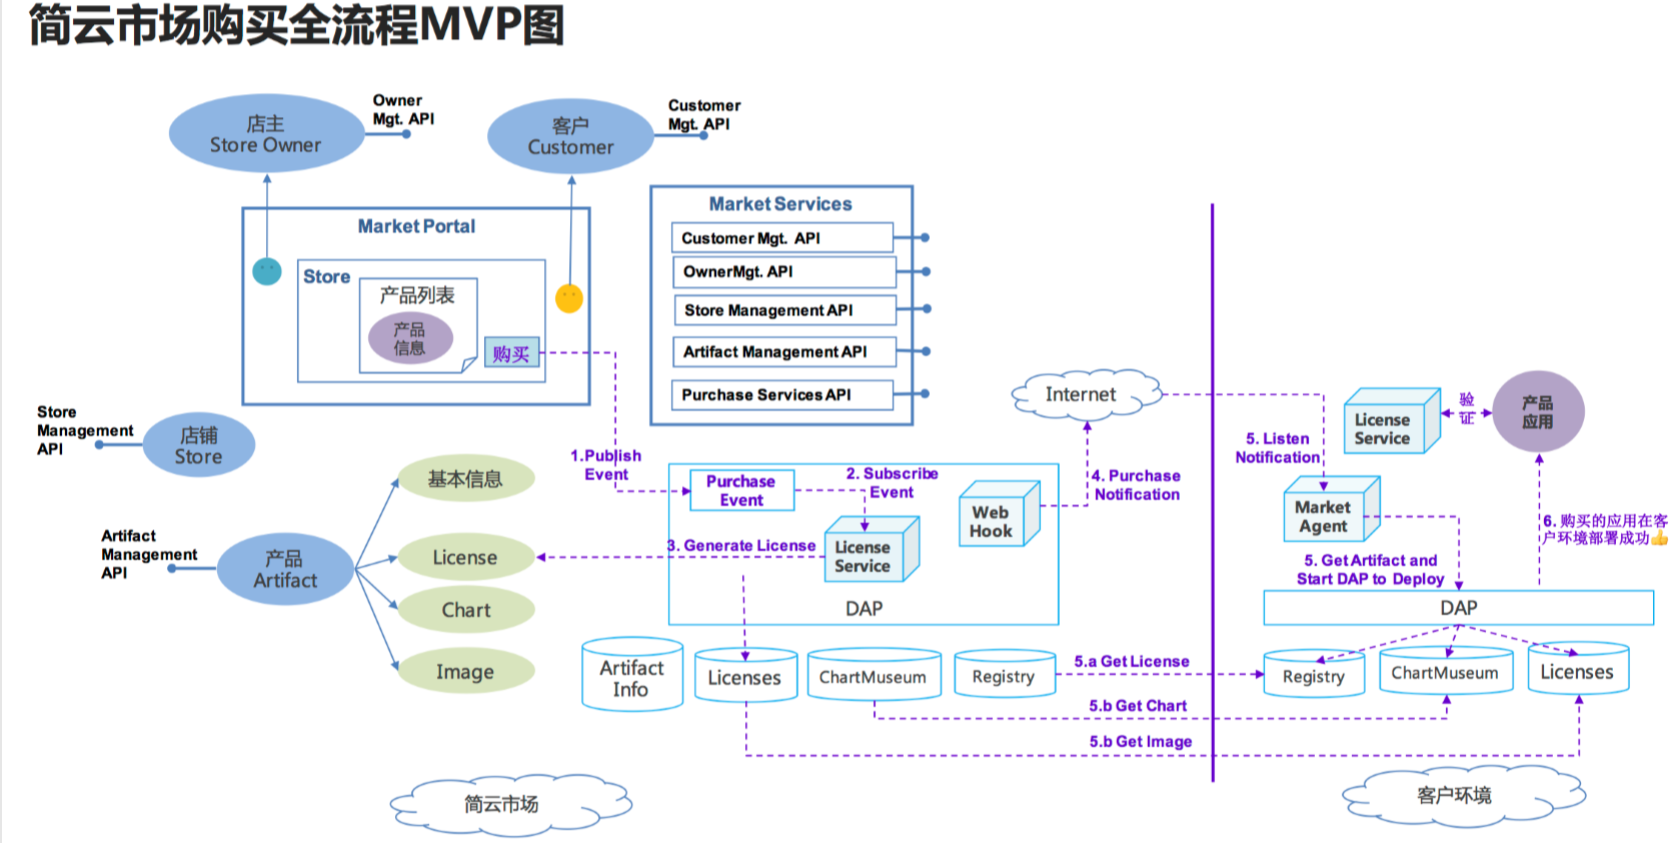 简云市场购买全流程MVP图
店主
Store Owner
Owner
Mgt. API
客户
Customer
Customer
Mgt. API
Market Portal
Store
产品列表
产品
信息
购买
Market Services
Customer Mgt. API
OwnerMgt. API
Store Management API
Artifact Management API
Purchase Services API
Store
Management
API
店铺
Store
Artifact
Management
API
产品
Artifact
基本信息
License
Chart
Image
1.Publish
Event
Purchase
Event
2. Subscribe
Event
3. Generate License
License
Service
Web
Hook
DAP
4. Purchase
Notification
Internet
Artifact
Info
Licenses
ChartMuseum
Registry
5.a Get License
5.b Get Chart
5.b Get Image
5. Listen
Notification
License
Service
验
证
产品
应用
Market
Agent
5. Get Artifact and
Start DAP to Deploy
6. 购买的应用在客
户环境部署成功👍
DAP
Registry
ChartMuseum
Licenses
简云市场
客户环境